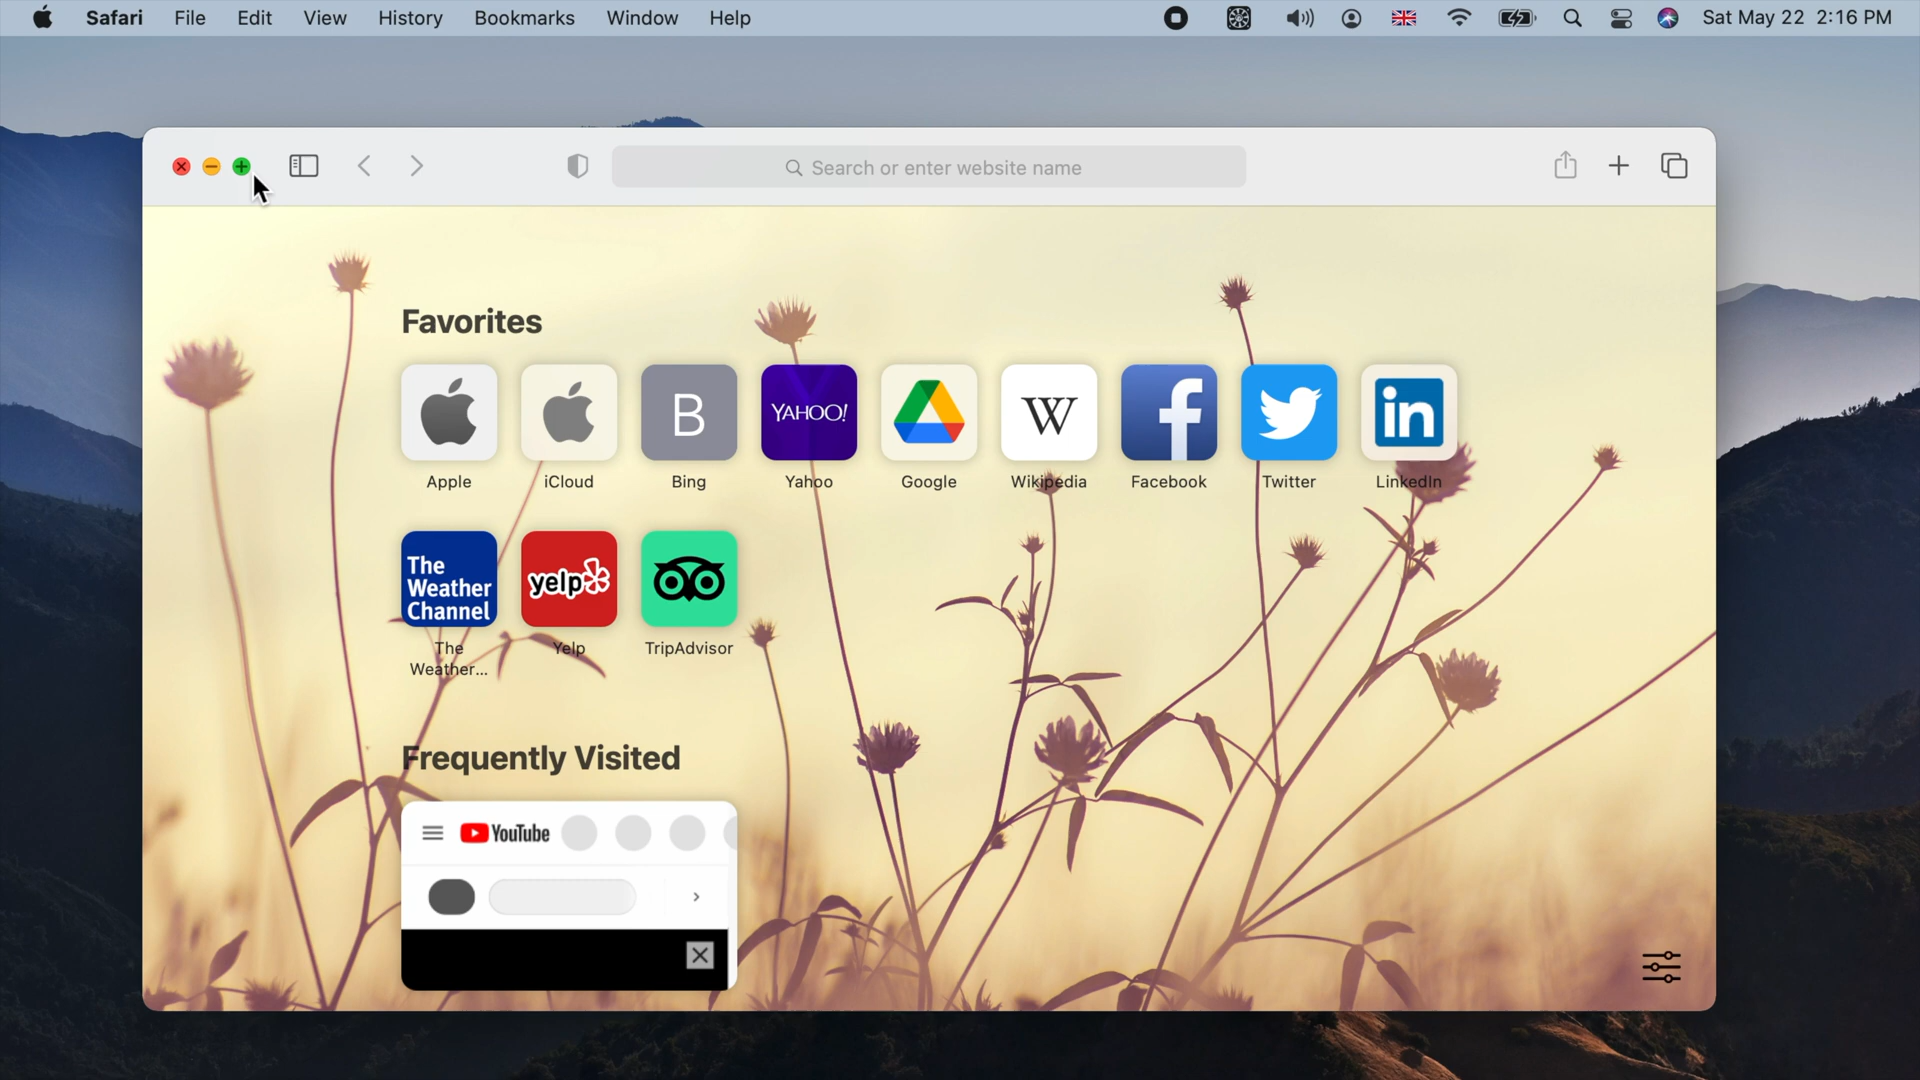 Safari File Edit View History Bookmarks Window Help Sat May 22 2:16 PM
Search or enter website name
Favorites
B YAHOO! W f in
Apple iCloud Bing Yahoo Google Wikipedia Facebook Twitter LinkedIn
The
Weather
Channel
yelp
The
Weather...
Yelp TripAdvisor
Frequently Visited
YouTube